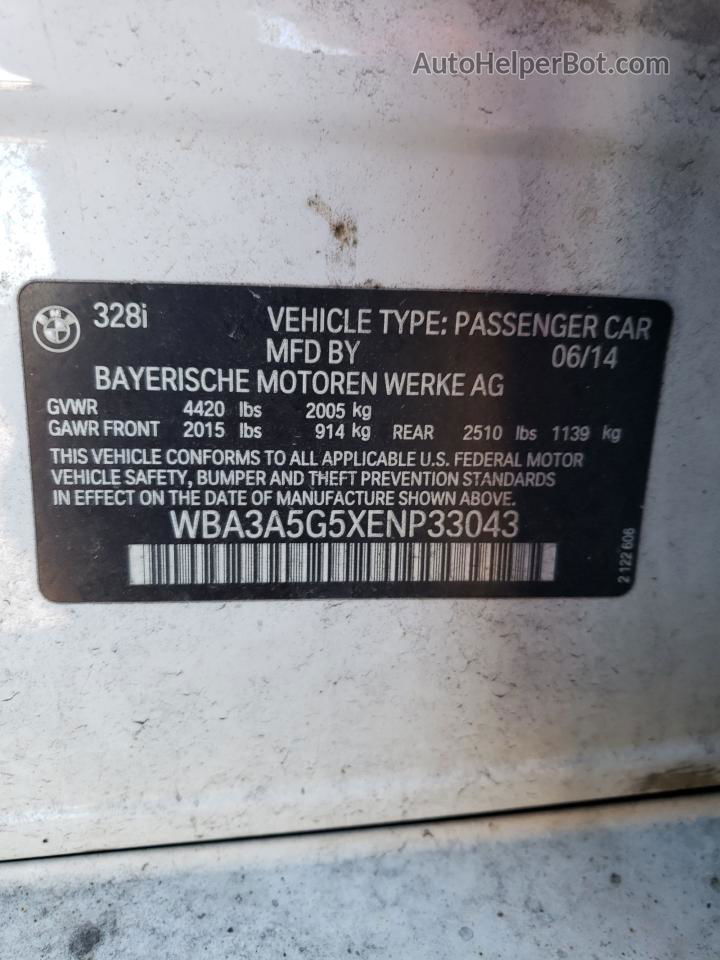 AutoHelperBot.com
328i VEHICLE TYPE: PASSENGER CAR
MFD BY 06/14
BAYERISCHE MOTOREN WERKE AG
GVWR 4420 lbs 2005 kg
GAWR FRONT 2015 lbs 914 kg REAR 2510 lbs 1139 kg
THIS VEHICLE CONFORMS TO ALL APPLICABLE U.S. FEDERAL MOTOR
VEHICLE SAFETY, BUMPER AND THEFT PREVENTION STANDARDS
IN EFFECT ON THE DATE OF MANUFACTURE SHOWN ABOVE.
WBA3A5G5XENP33043
2 122 606